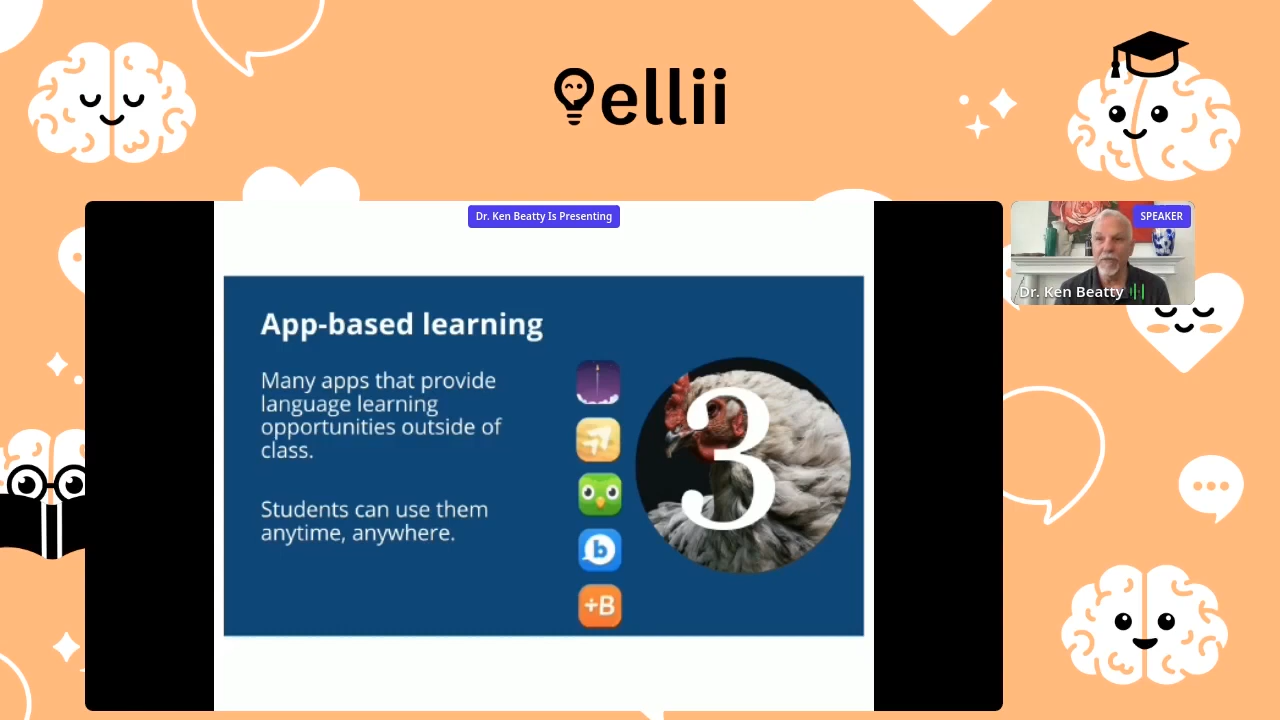 ellii
Dr. Ken Beatty Is Presenting
SPEAKER
Dr. Ken Beatty
App-based learning
Many apps that provide
language learning
opportunities outside of
class.
Students can use them
anytime, anywhere.
3
b
+B